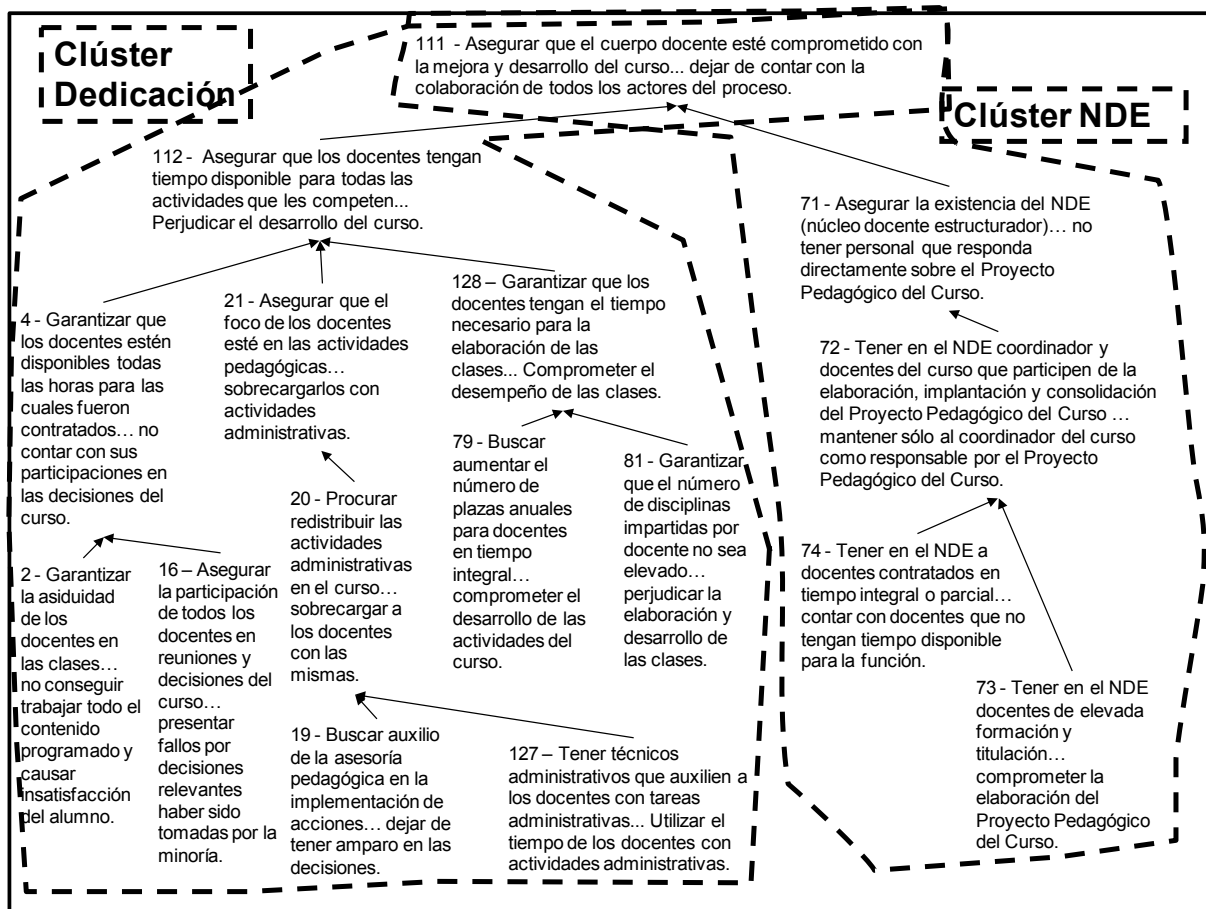 Clúster
Dedicación
111 - Asegurar que el cuerpo docente esté comprometido con
la mejora y desarrollo del curso... dejar de contar con la
colaboración de todos los actores del proceso.
Clúster NDE
112 - Asegurar que los docentes tengan
tiempo disponible para todas las
actividades que les competen...
Perjudicar el desarrollo del curso.
71 - Asegurar la existencia del NDE
(núcleo docente estructurador)… no
tener personal que responda
directamente sobre el Proyecto
Pedagógico del Curso.
4 - Garantizar que
los docentes estén
disponibles todas
las horas para las
cuales fueron
contratados… no
contar con sus
participaciones en
las decisiones del
curso.
21 - Asegurar que el
foco de los docentes
esté en las actividades
pedagógicas…
sobrecargarlos con
actividades
administrativas.
128 – Garantizar que los
docentes tengan el tiempo
necesario para la
elaboración de las
clases... Comprometer el
desempeño de las clases.
72 - Tener en el NDE coordinador y
docentes del curso que participen de la
elaboración, implantación y consolidación
del Proyecto Pedagógico del Curso …
mantener sólo al coordinador del curso
como responsable por el Proyecto
Pedagógico del Curso.
79 - Buscar
aumentar el
número de
plazas anuales
para docentes
en tiempo
integral…
comprometer el
desarrollo de las
actividades del
curso.
81 - Garantizar
que el número
de disciplinas
impartidas por
docente no sea
elevado…
perjudicar la
elaboración y
desarrollo de
las clases.
20 - Procurar
redistribuir las
actividades
administrativas
en el curso…
sobrecargar a
los docentes
con las
mismas.
74 - Tener en el NDE a
docentes contratados en
tiempo integral o parcial…
contar con docentes que no
tengan tiempo disponible
para la función.
2 - Garantizar
la asiduidad
de los
docentes en
las clases…
no conseguir
trabajar todo el
contenido
programado y
causar
insatisfacción
del alumno.
16 – Asegurar
la participación
de todos los
docentes en
reuniones y
decisiones del
curso…
presentar
fallos por
decisiones
relevantes
haber sido
tomadas por la
minoría.
73 - Tener en el NDE
docentes de elevada
formación y
titulación…
comprometer la
elaboración del
Proyecto Pedagógico
del Curso.
19 - Buscar auxilio
de la asesoría
pedagógica en la
implementación de
acciones… dejar de
tener amparo en las
decisiones.
127 – Tener técnicos
administrativos que auxilien a
los docentes con tareas
administrativas... Utilizar el
tiempo de los docentes con
actividades administrativas.